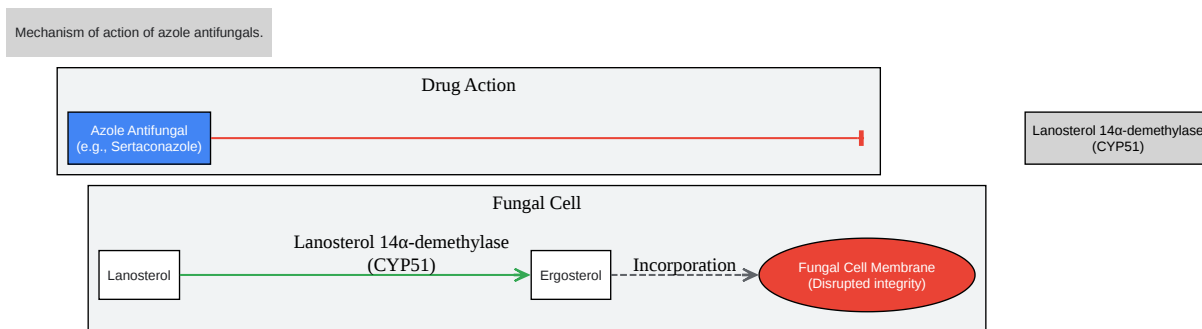 Mechanism of action of azole antifungals.
Drug Action
Azole Antifungal
(e.g., Sertaconazole)
Lanosterol 14α-demethylase
(CYP51)
Fungal Cell
Lanosterol 14α-demethylase
(CYP51)
Lanosterol
Ergosterol
Incorporation
Fungal Cell Membrane
(Disrupted integrity)